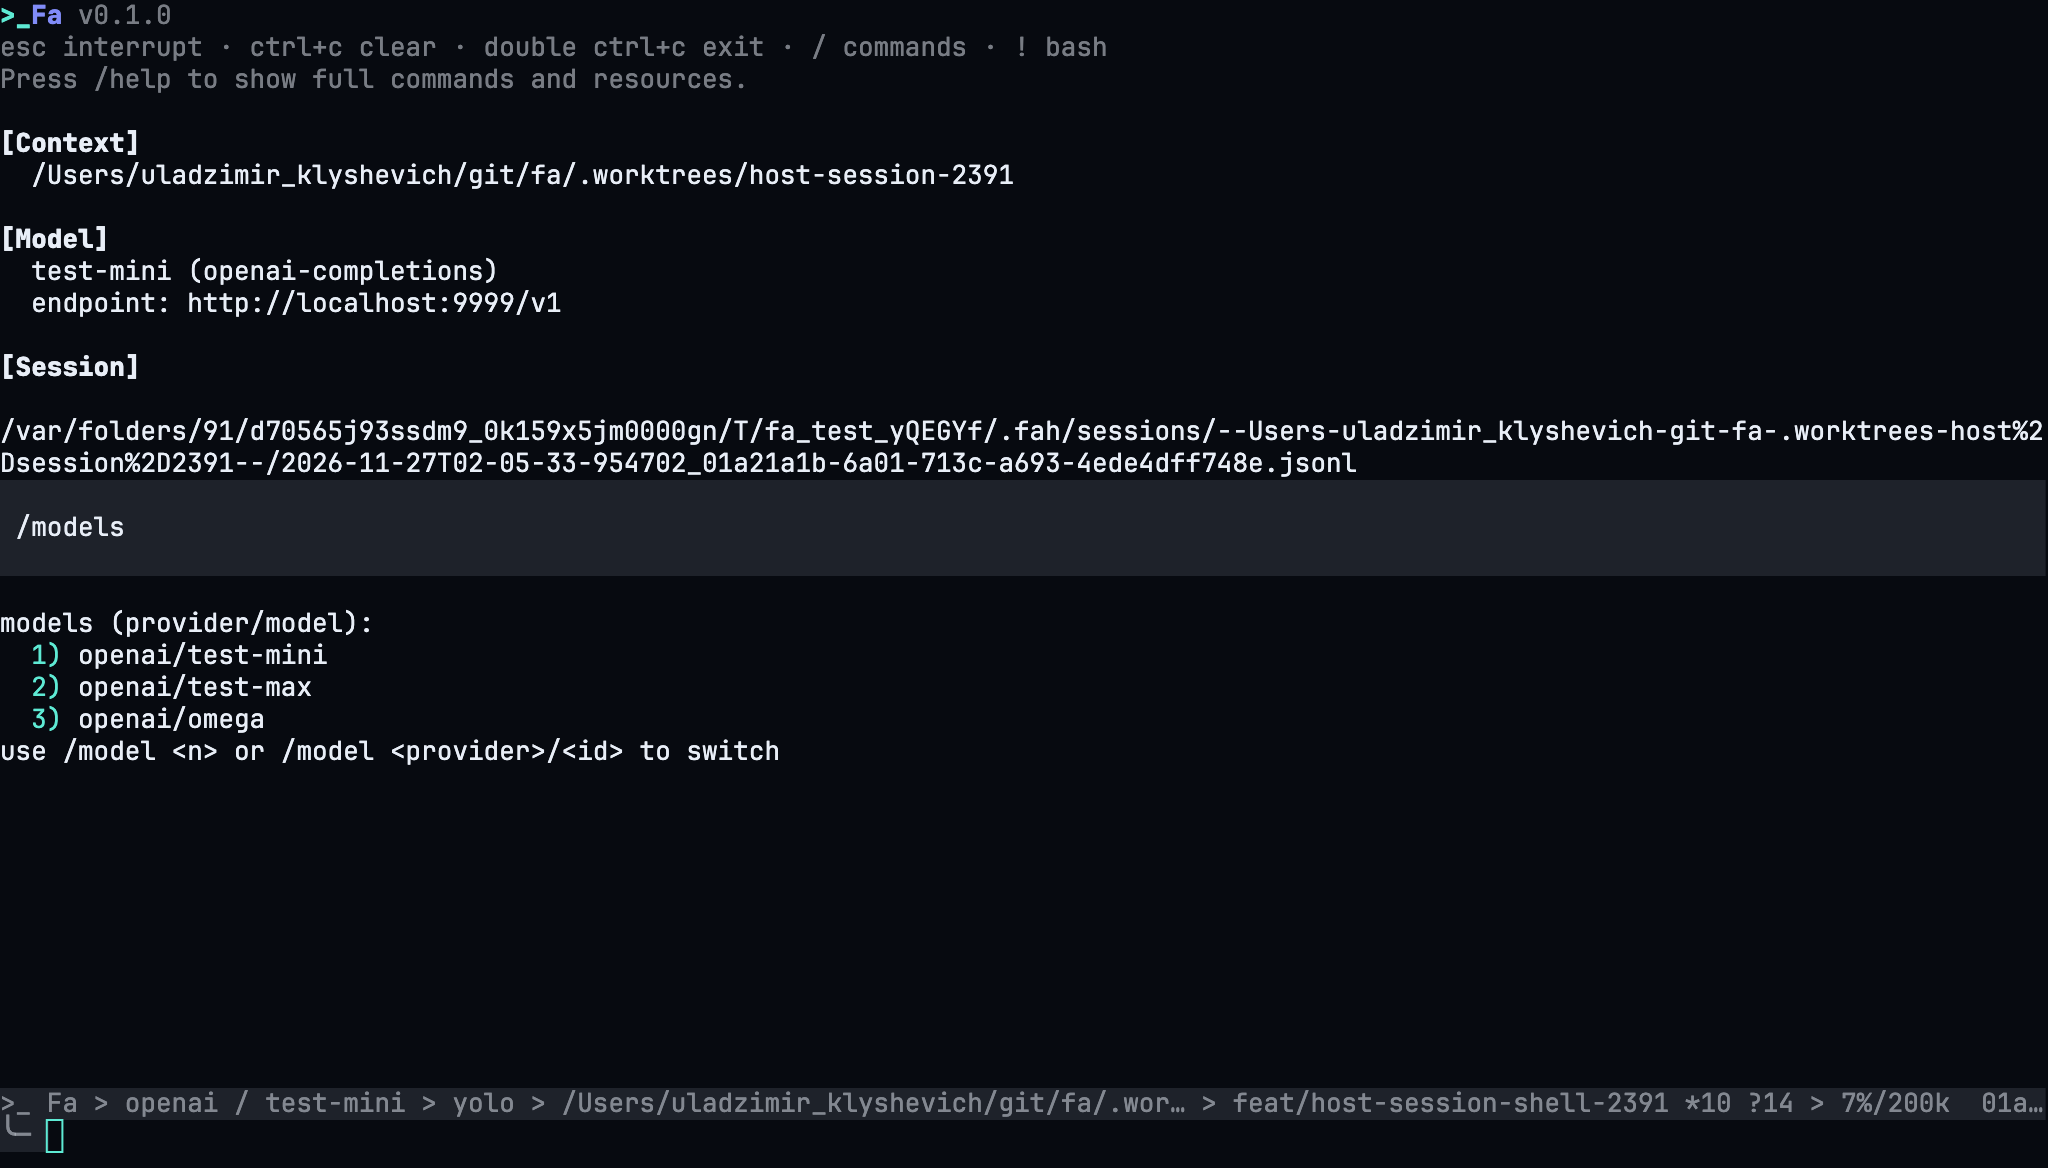 >_Fa v0.1.0
esc interrupt · ctrl+c clear · double ctrl+c exit · / commands · ! bash
Press /help to show full commands and resources.
[Context]
/Users/uladzimir_klyshevich/git/fa/.worktrees/host-session-2391
[Model]
test-mini (openai-completions)
endpoint: http://localhost:9999/v1
[Session]
/var/folders/91/d70565j93ssdm9_0k159x5jm0000gn/T/fa_test_yQEGYf/.fah/sessions/--Users-uladzimir_klyshevich-git-fa-.worktrees-host%2
Dsession%2D2391--/2026-11-27T02-05-33-954702_01a21a1b-6a01-713c-a693-4ede4dff748e.jsonl
/models
models (provider/model):
1) openai/test-mini
2) openai/test-max
3) openai/omega
use /model <n> or /model <provider>/<id> to switch
>_ Fa > openai / test-mini > yolo > /Users/uladzimir_klyshevich/git/fa/.wor… > feat/host-session-shell-2391 *10 ?14 > 7%/200k 01a…